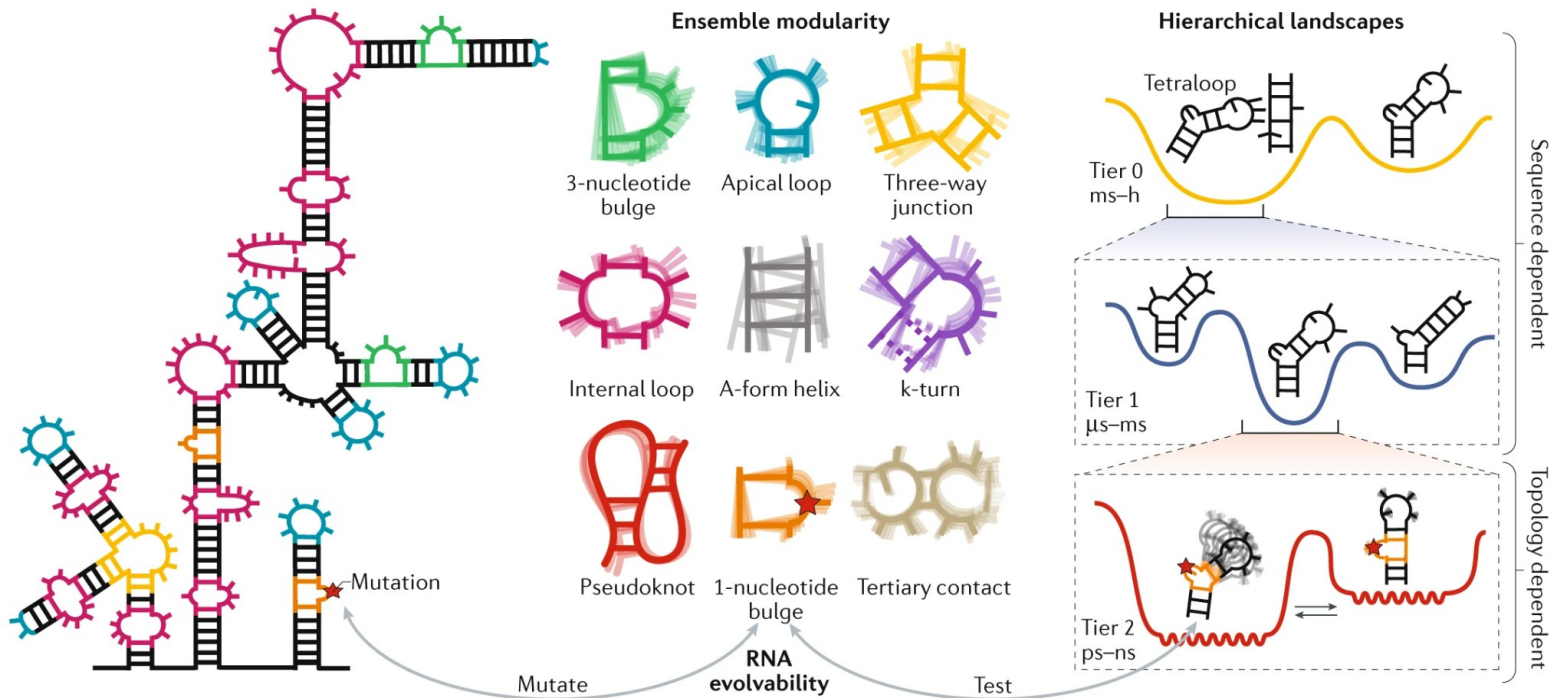 Ensemble modularity
Hierarchical landscapes
3-nucleotide
bulge
Apical loop
Three-way
junction
Internal loop
A-form helix
k-turn
Pseudoknot
1-nucleotide
bulge
Tertiary contact
Mutation
Mutate
RNA
evolvability
Test
Tetraloop
Tier 0
ms–h
Tier 1
μs–ms
Tier 2
ps–ns
Sequence dependent
Topology dependent